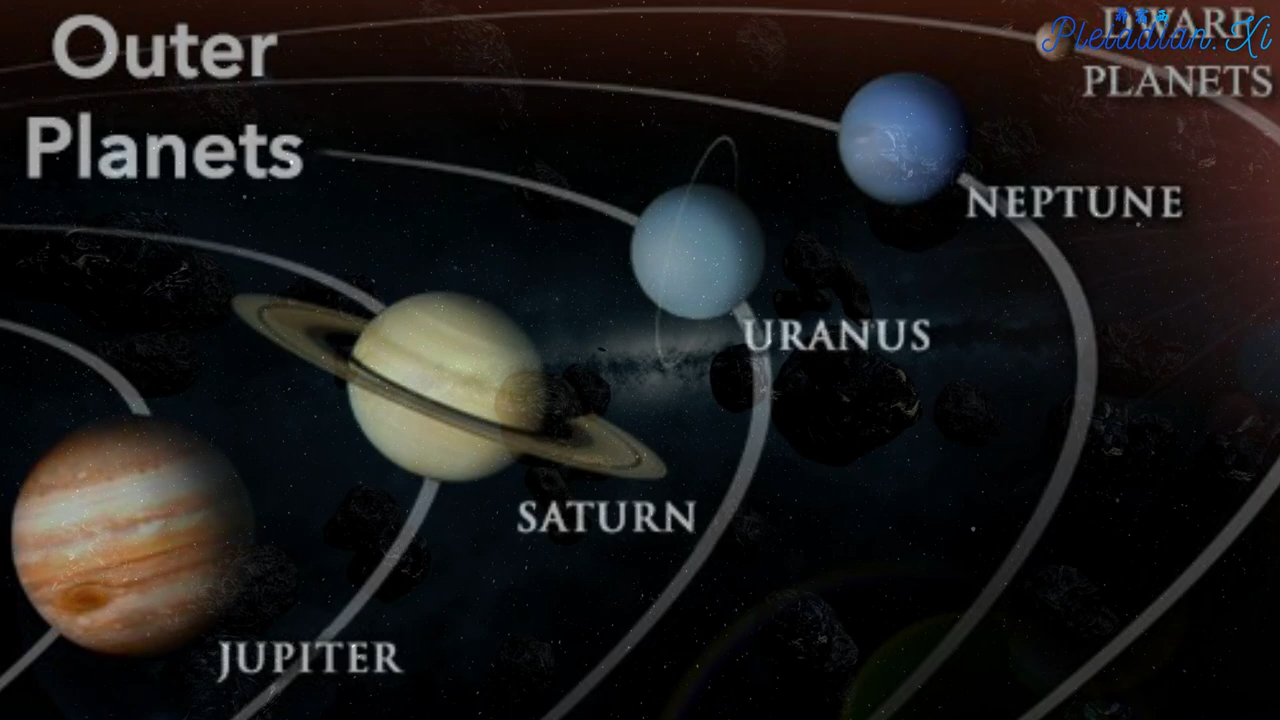 Outer
Planets
DWARF
PLANETS
Pleiadian.Xi
NEPTUNE
URANUS
SATURN
JUPITER